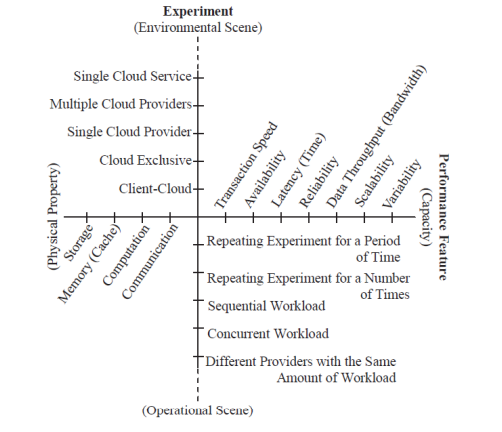 Experiment
(Environmental Scene)
Single Cloud Service
Multiple Cloud Providers
Single Cloud Provider
Cloud Exclusive
Client-Cloud
Transaction Speed
Availability
Latency (Time)
Reliability
Data Throughput (Bandwidth)
Scalability
Variability
Performance Feature
(Capacity)
(Physical Property)
Storage
Memory (Cache)
Computation
Communication
Repeating Experiment for a Period
of Time
Repeating Experiment for a Number
of Times
Sequential Workload
Concurrent Workload
Different Providers with the Same
Amount of Workload
(Operational Scene)